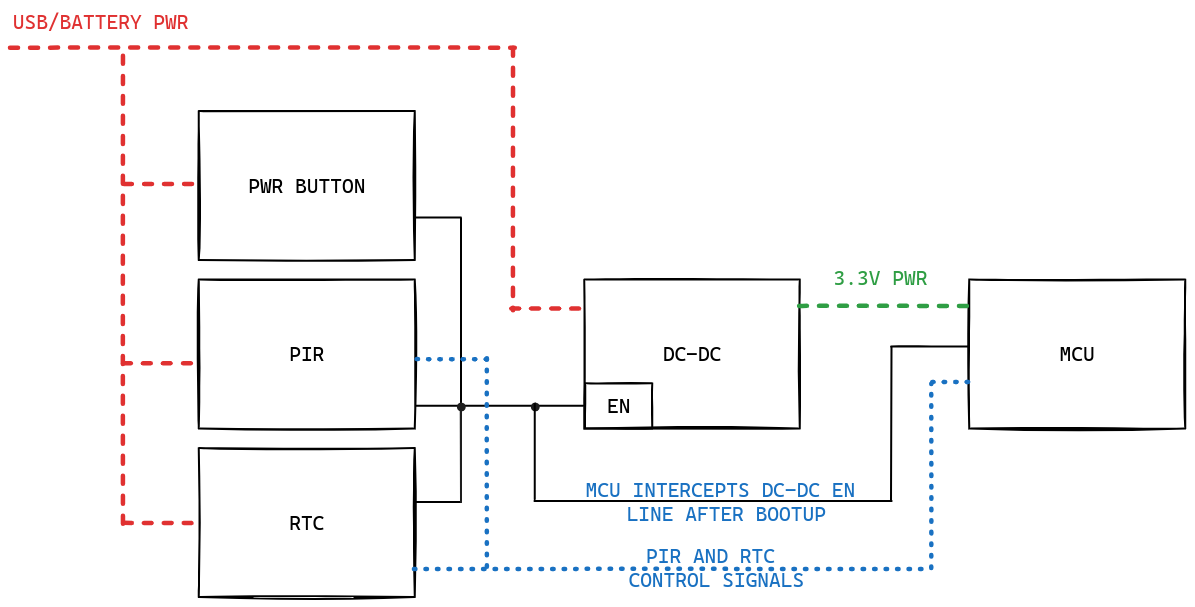 USB/BATTERY PWR
PWR BUTTON
3.3V PWR
PIR
DC-DC
MCU
EN
MCU INTERCEPTS DC-DC EN
LINE AFTER BOOTUP
RTC
PIR AND RTC
CONTROL SIGNALS